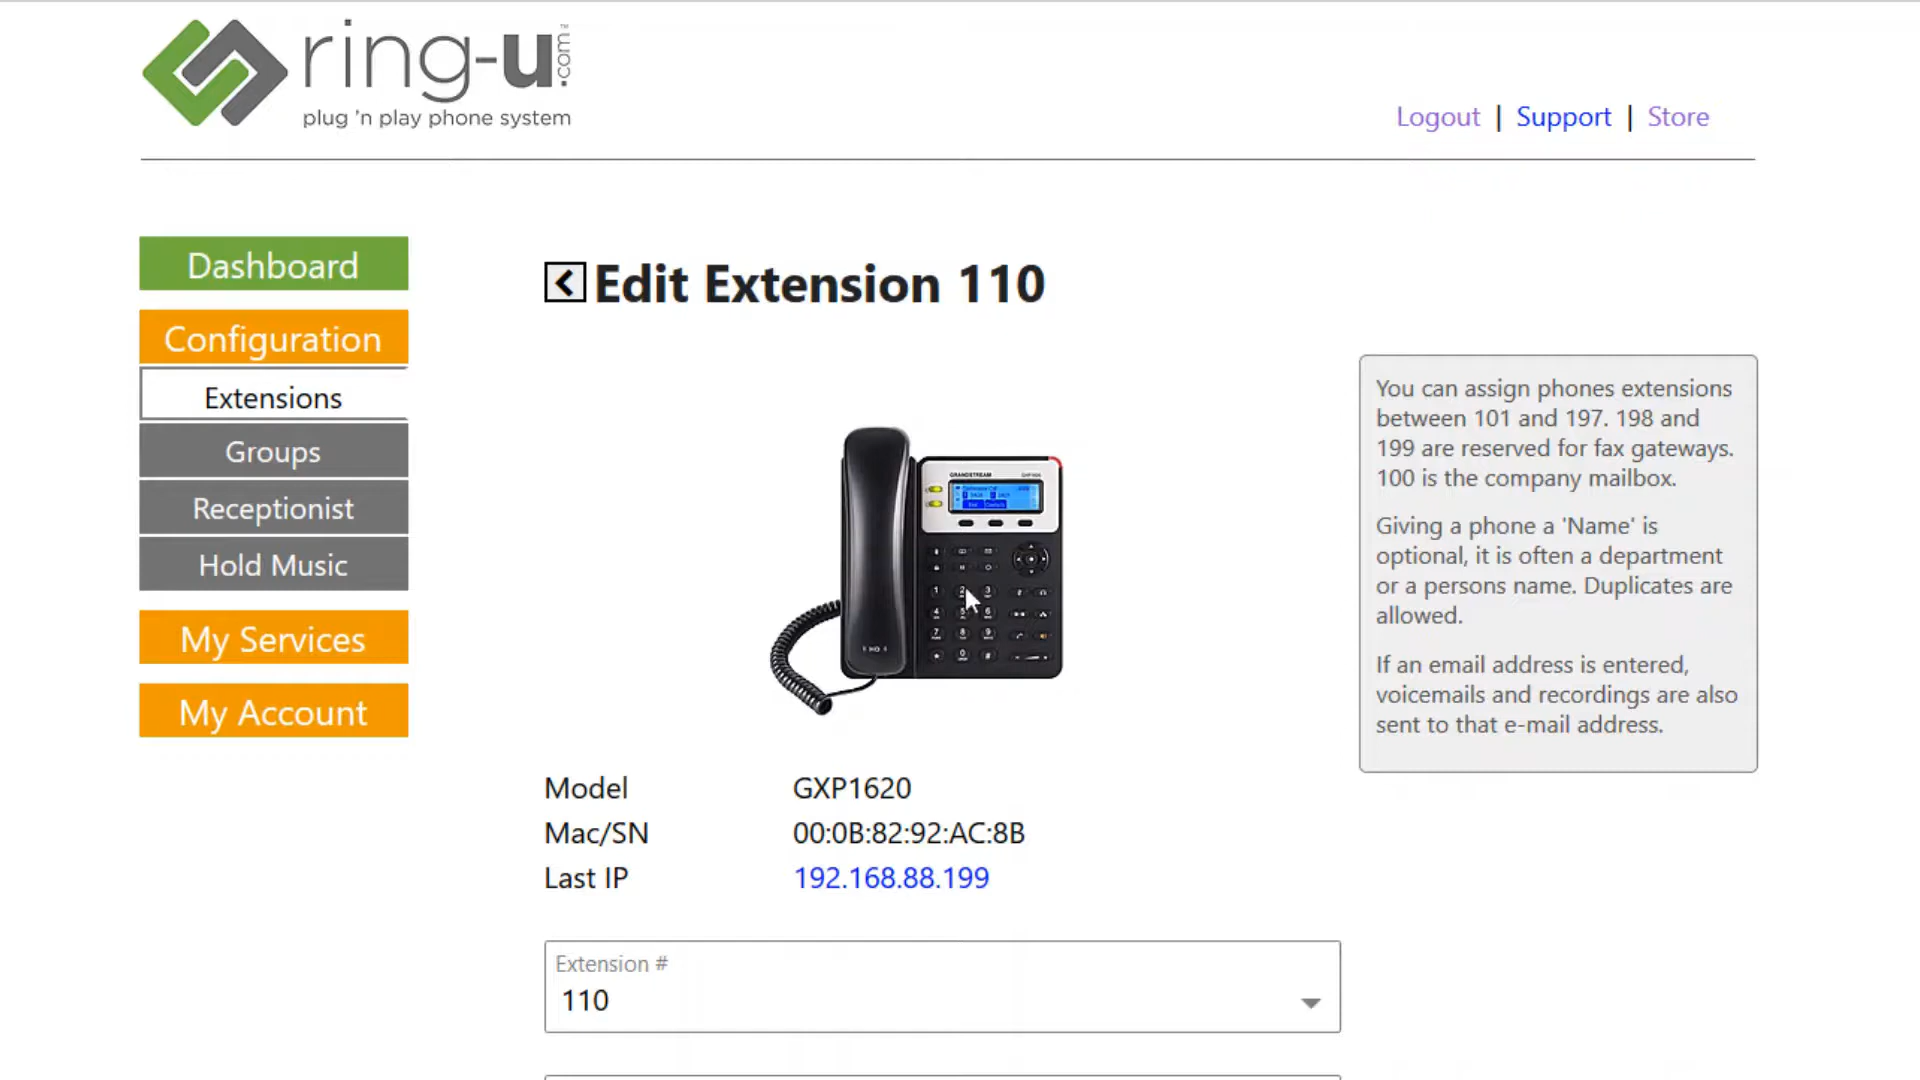 ring-u.com™
plug 'n play phone system
Logout | Support | Store
Dashboard
Configuration
Extensions
Groups
Receptionist
Hold Music
My Services
My Account
Edit Extension 110
GRANDSTREAM
You can assign phones extensions
between 101 and 197. 198 and
199 are reserved for fax gateways.
100 is the company mailbox.
Giving a phone a 'Name' is
optional, it is often a department
or a persons name. Duplicates are
allowed.
If an email address is entered,
voicemails and recordings are also
sent to that e-mail address.
Model GXP1620
Mac/SN 00:0B:82:92:AC:8B
Last IP 192.168.88.199
Extension #
110